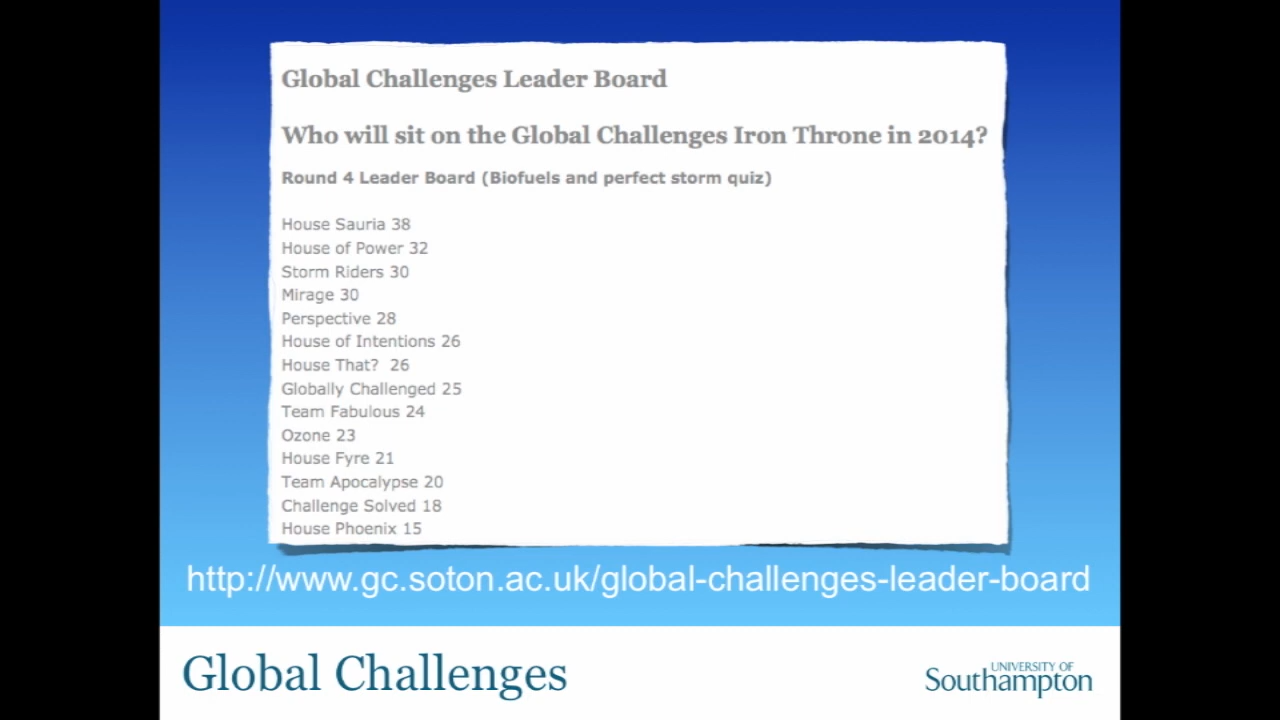 Global Challenges Leader Board
Who will sit on the Global Challenges Iron Throne in 2014?
Round 4 Leader Board (Biofuels and perfect storm quiz)
House Sauria 38
House of Power 32
Storm Riders 30
Mirage 30
Perspective 28
House of Intentions 26
House That?  26
Globally Challenged 25
Team Fabulous 24
Ozone 23
House Fyre 21
Team Apocalypse 20
Challenge Solved 18
House Phoenix 15
http://www.gc.soton.ac.uk/global-challenges-leader-board
Global Challenges
UNIVERSITY OF
Southampton